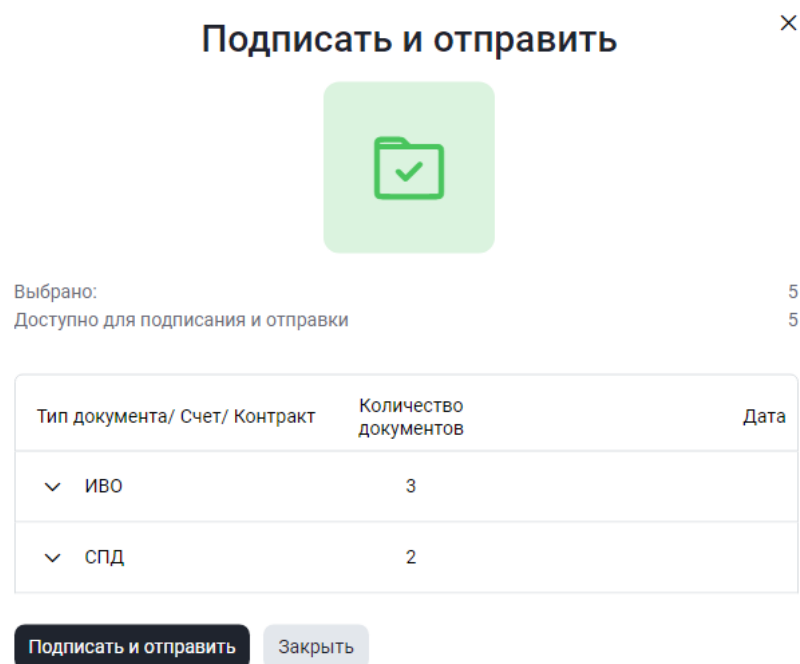 Подписать и отправить
Выбрано: 5
Доступно для подписания и отправки 5
Тип документа/ Счет/ Контракт Количество документов Дата
ИВО 3
СПД 2
Подписать и отправить Закрыть